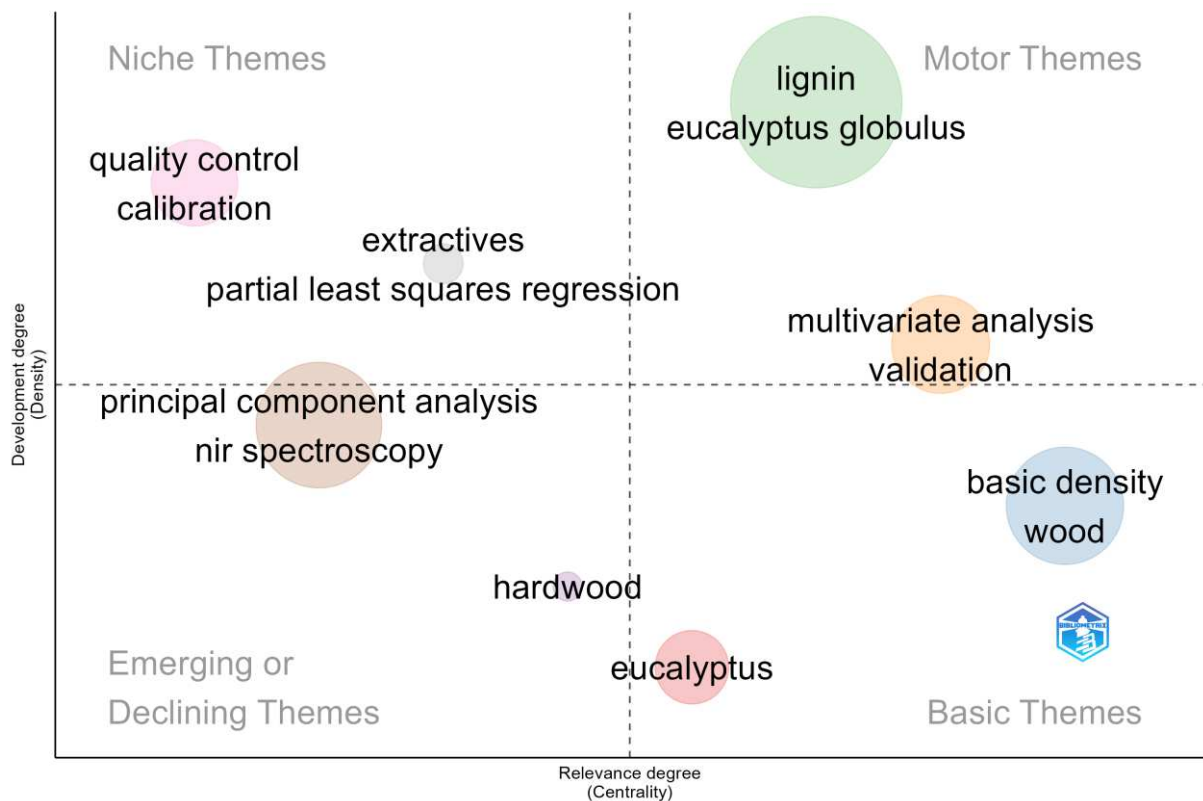 Niche Themes
Motor Themes
lignin
eucalyptus globulus
quality control
calibration
extractives
partial least squares regression
multivariate analysis
validation
principal component analysis
nir spectroscopy
basic density
wood
hardwood
eucalyptus
BIBLIOMETRIX
Emerging or
Declining Themes
Basic Themes
Development degree
(Density)
Relevance degree
(Centrality)